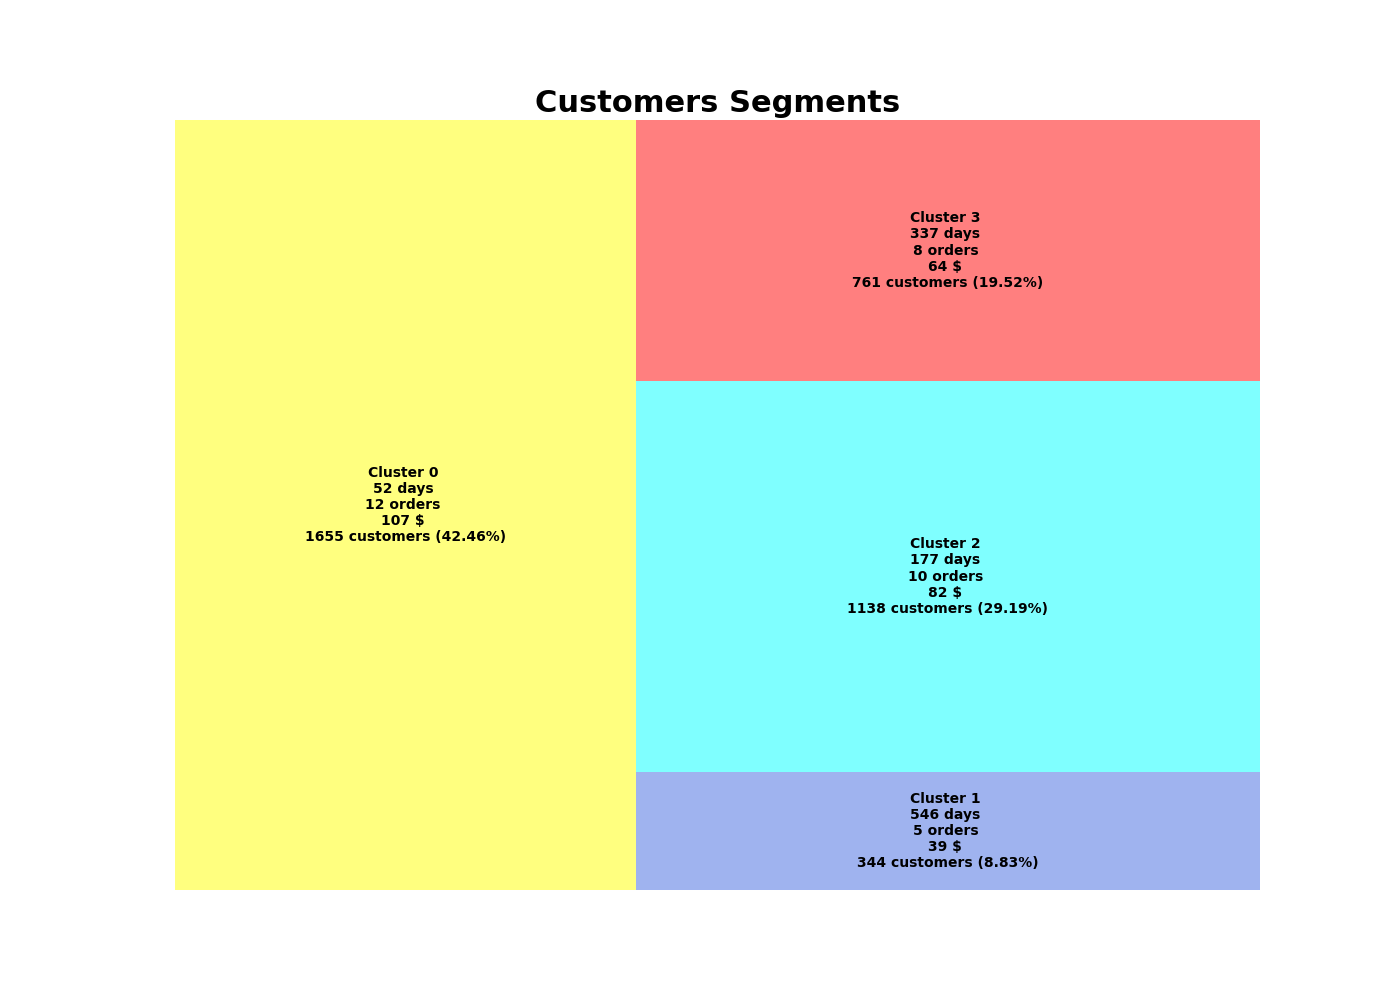 Customers Segments
Cluster 0
52 days
12 orders
107 $
1655 customers (42.46%)
Cluster 3
337 days
8 orders
64 $
761 customers (19.52%)
Cluster 2
177 days
10 orders
82 $
1138 customers (29.19%)
Cluster 1
546 days
5 orders
39 $
344 customers (8.83%)